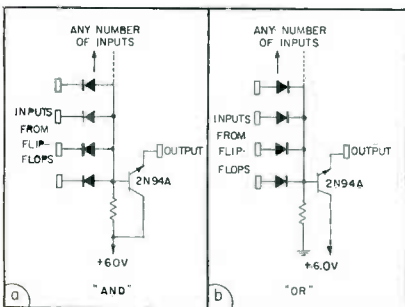 ANY NUMBER
OF INPUTS
INPUTS
FROM
FLIP-
FLOPS
OUTPUT
2N94A
+6.0V
"AND"
a
ANY NUMBER
OF INPUTS
INPUTS
FROM
FLIP-
FLOPS
OUTPUT
2N94A
+6.0V
"OR"
b